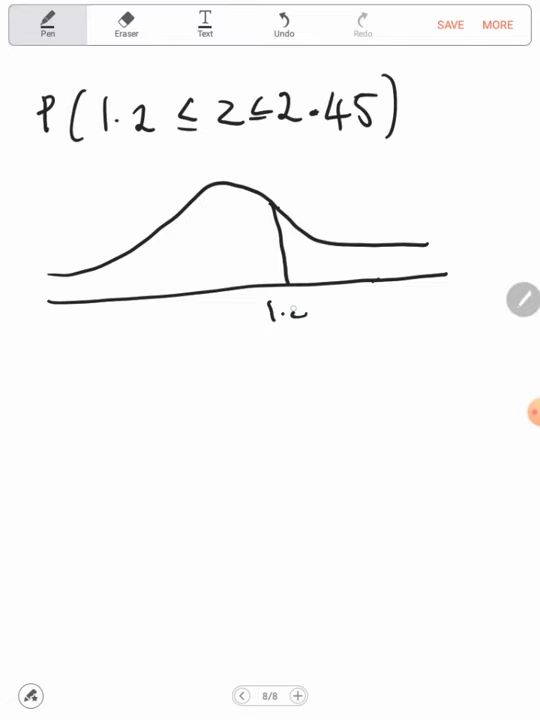 Pen Eraser Text Undo Redo SAVE MORE
P(1.2 ≤ z ≤ 2.45)
1.2
8/8